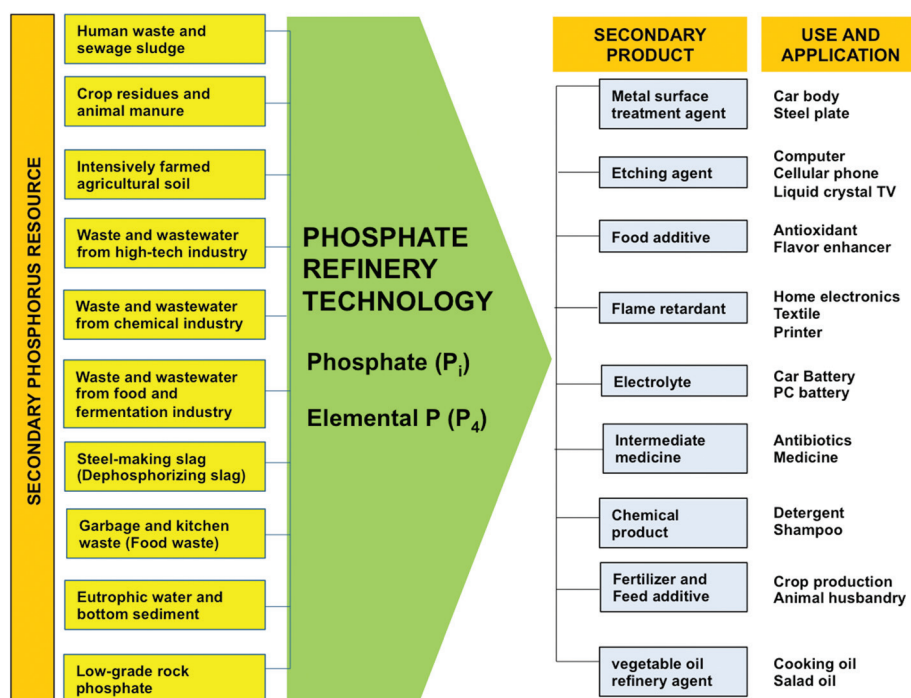 SECONDARY PHOSPHORUS RESOURCE
Human waste and
sewage sludge
Crop residues and
animal manure
Intensively farmed
agricultural soil
Waste and wastewater
from high-tech industry
Waste and wastewater
from chemical industry
Waste and wastewater
from food and
fermentation industry
Steel-making slag
(Dephosphorizing slag)
Garbage and kitchen
waste (Food waste)
Eutrophic water and
bottom sediment
Low-grade rock
phosphate
PHOSPHATE
REFINERY
TECHNOLOGY
Phosphate (Pi)
Elemental P (P4)
SECONDARY
PRODUCT
Metal surface
treatment agent
Etching agent
Food additive
Flame retardant
Electrolyte
Intermediate
medicine
Chemical
product
Fertilizer and
Feed additive
vegetable oil
refinery agent
USE AND
APPLICATION
Car body
Steel plate
Computer
Cellular phone
Liquid crystal TV
Antioxidant
Flavor enhancer
Home electronics
Textile
Printer
Car Battery
PC battery
Antibiotics
Medicine
Detergent
Shampoo
Crop production
Animal husbandry
Cooking oil
Salad oil